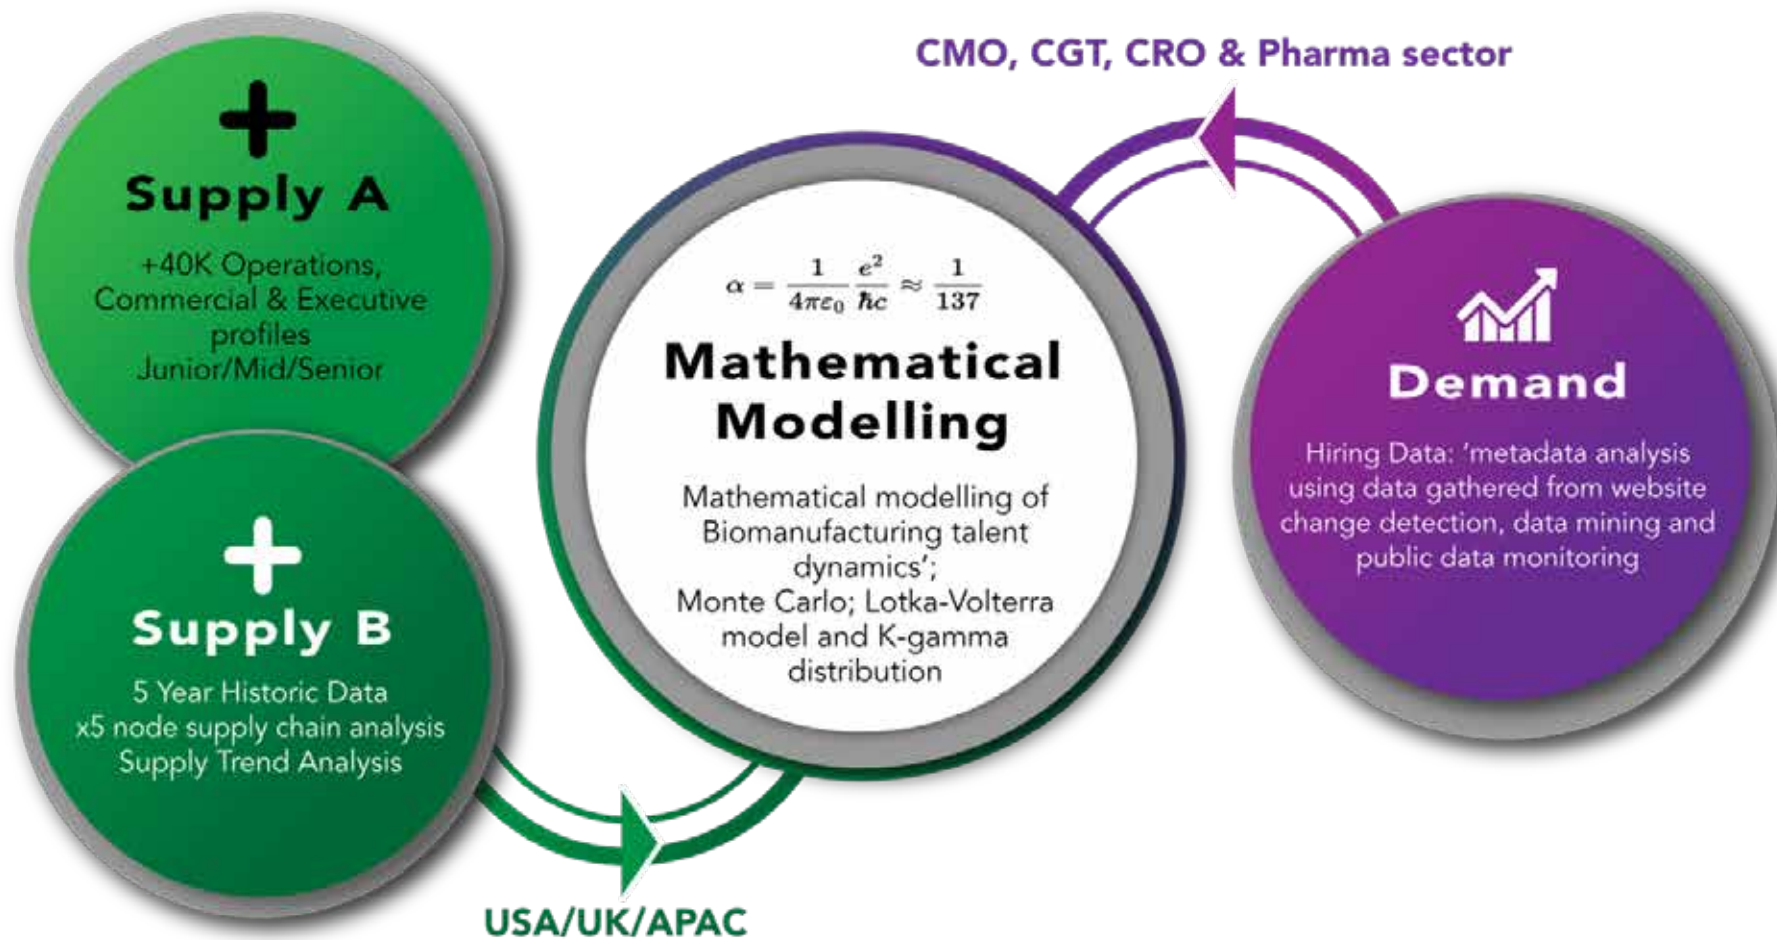 CMO, CGT, CRO & Pharma sector
Supply A
+40K Operations,
Commercial & Executive
profiles
Junior/Mid/Senior
Supply B
5 Year Historic Data
x5 node supply chain analysis
Supply Trend Analysis
USA/UK/APAC
α = 1/4πε₀ e²/ħc ≈ 1/137
Mathematical
Modelling
Mathematical modelling of
Biomanufacturing talent
dynamics’;
Monte Carlo; Lotka-Volterra
model and K-gamma
distribution
Demand
Hiring Data: ‘metadata analysis
using data gathered from website
change detection, data mining and
public data monitoring